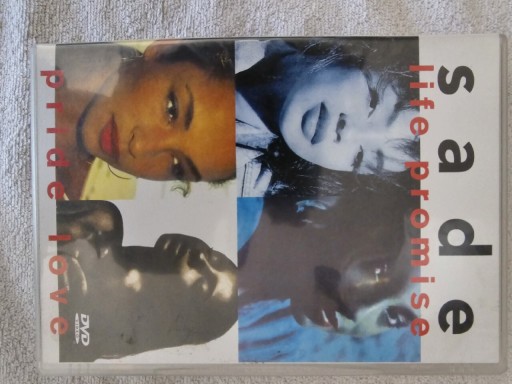 sade
life promise
pride love
DVD